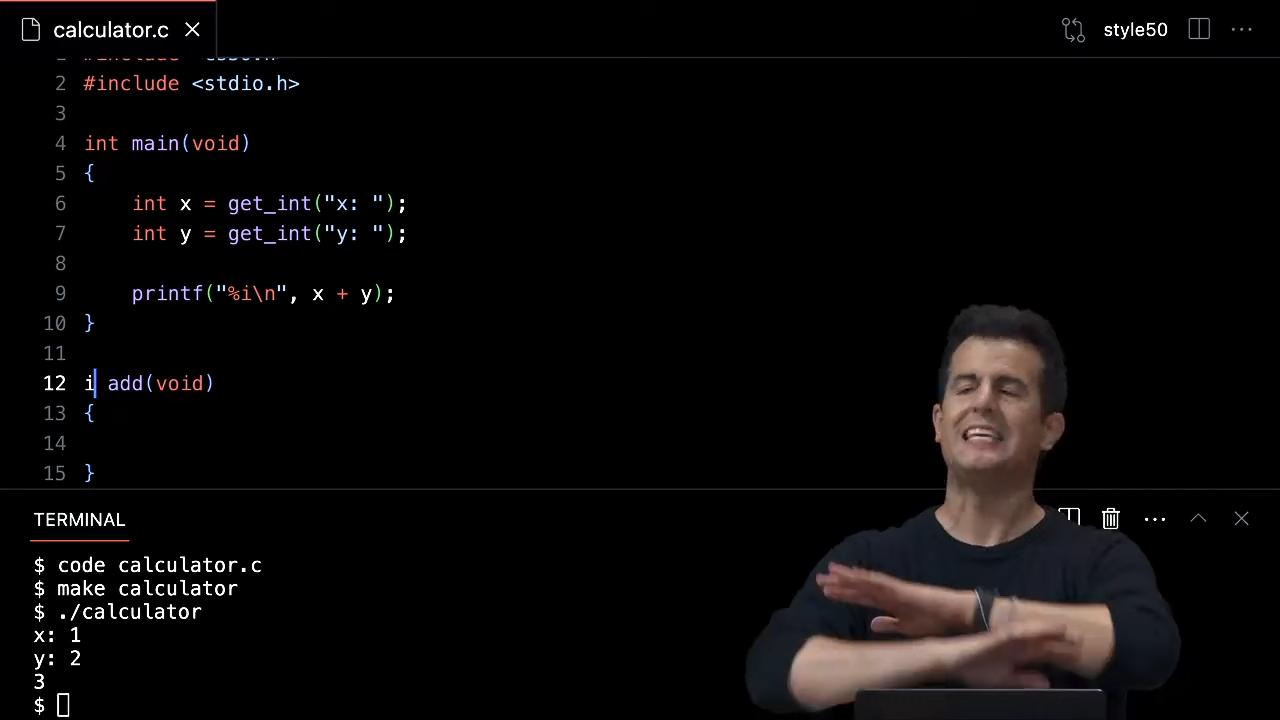 calculator.c
style50
2 #include <stdio.h>
3
4 int main(void)
5 {
6 int x = get_int("x: ");
7 int y = get_int("y: ");
8
9 printf("%i\n", x + y);
10 }
11
12 i add(void)
13 {
14
15 }
TERMINAL
$ code calculator.c
$ make calculator
$ ./calculator
x: 1
y: 2
3
$